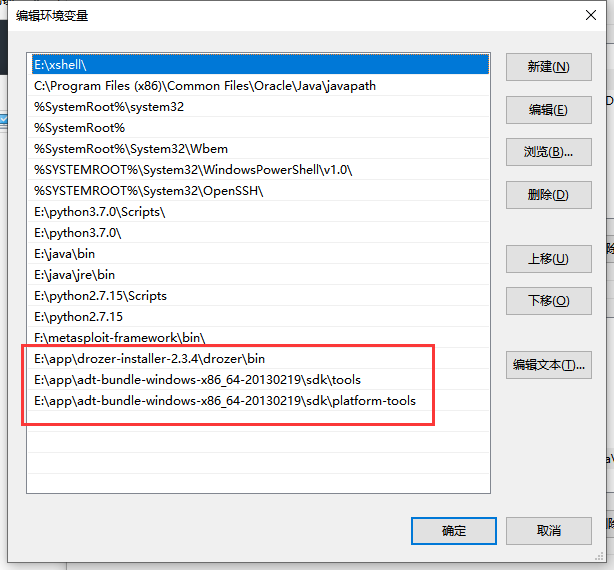 编辑环境变量
E:\xshell\
C:\Program Files (x86)\Common Files\Oracle\Java\javapath
%SystemRoot%\system32
%SystemRoot%
%SystemRoot%\System32\Wbem
%SYSTEMROOT%\System32\WindowsPowerShell\v1.0\
%SYSTEMROOT%\System32\OpenSSH\
E:\python3.7.0\Scripts\
E:\python3.7.0\
E:\java\bin
E:\java\jre\bin
E:\python2.7.15\Scripts
E:\python2.7.15
F:\metasploit-framework\bin\
E:\app\drozer-installer-2.3.4\drozer\bin
E:\app\adt-bundle-windows-x86_64-20130219\sdk\tools
E:\app\adt-bundle-windows-x86_64-20130219\sdk\platform-tools
新建(N)
编辑(E)
浏览(B)...
删除(D)
上移(U)
下移(O)
编辑文本(T)...
确定
取消